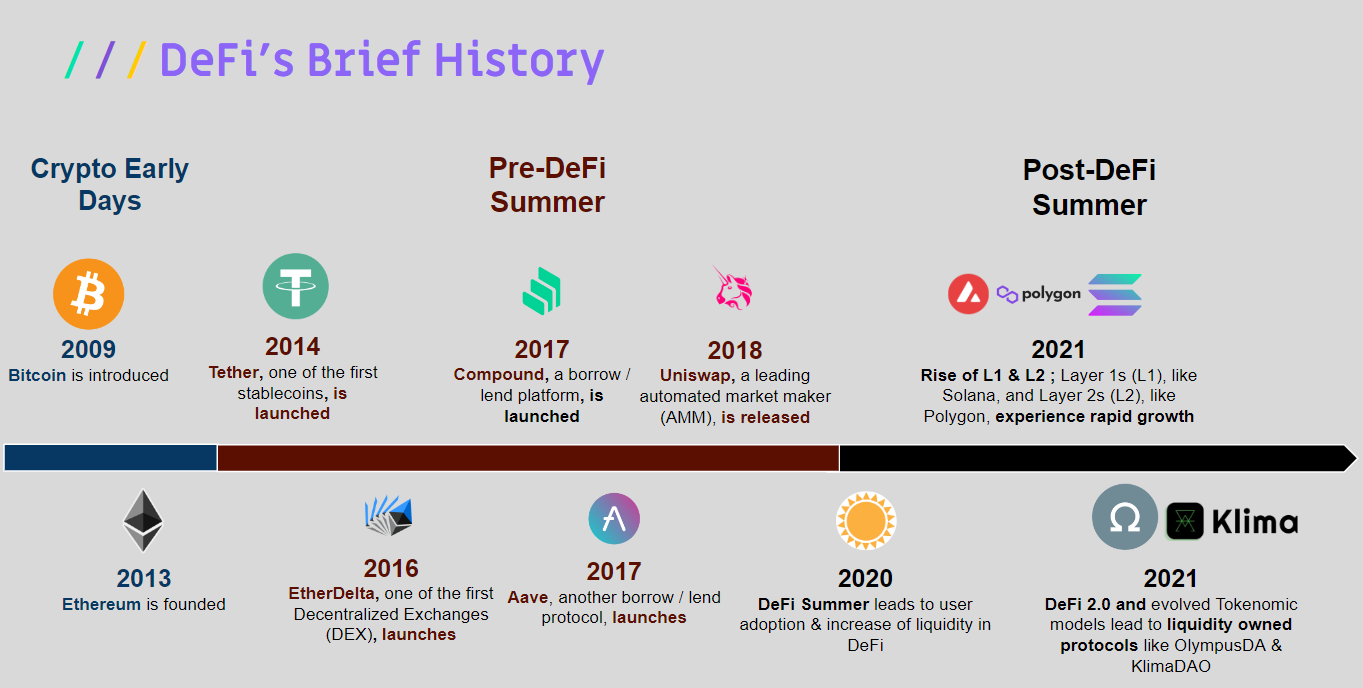 / / / DeFi's Brief History
Crypto Early
Days
Pre-DeFi
Summer
Post-DeFi
Summer
2009
Bitcoin is introduced
2014
Tether, one of the first
stablecoins, is
launched
2017
Compound, a borrow /
lend platform, is
launched
2018
Uniswap, a leading
automated market maker
(AMM), is released
polygon
2021
Rise of L1 & L2 ; Layer 1s (L1), like
Solana, and Layer 2s (L2), like
Polygon, experience rapid growth
2013
Ethereum is founded
2016
EtherDelta, one of the first
Decentralized Exchanges
(DEX), launches
2017
Aave, another borrow / lend
protocol, launches
2020
DeFi Summer leads to user
adoption & increase of liquidity in
DeFi
Klima
2021
DeFi 2.0 and evolved Tokenomic
models lead to liquidity owned
protocols like OlympusDA &
KlimaDAO